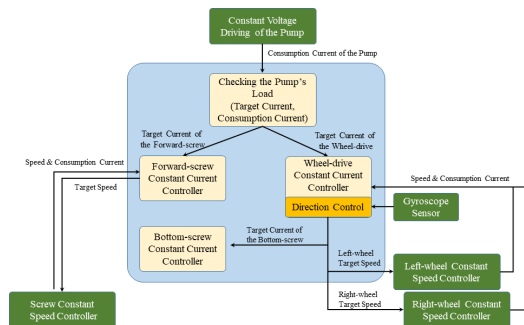 Constant Voltage
Driving of the Pump
Consumption Current of the Pump
Checking the Pump's
Load
(Target Current,
Consumption Current)
Target Current of
the Forward-screw
Target Current of
the Wheel-drive
Speed & Consumption Current
Target Speed
Forward-screw
Constant Current
Controller
Wheel-drive
Constant Current
Controller
Direction Control
Speed & Consumption Current
Gyroscope
Sensor
Bottom-screw
Constant Current
Controller
Target Current of
the Bottom-screw
Left-wheel
Target Speed
Left-wheel Constant
Speed Controller
Right-wheel
Target Speed
Right-wheel Constant
Speed Controller
Screw Constant
Speed Controller